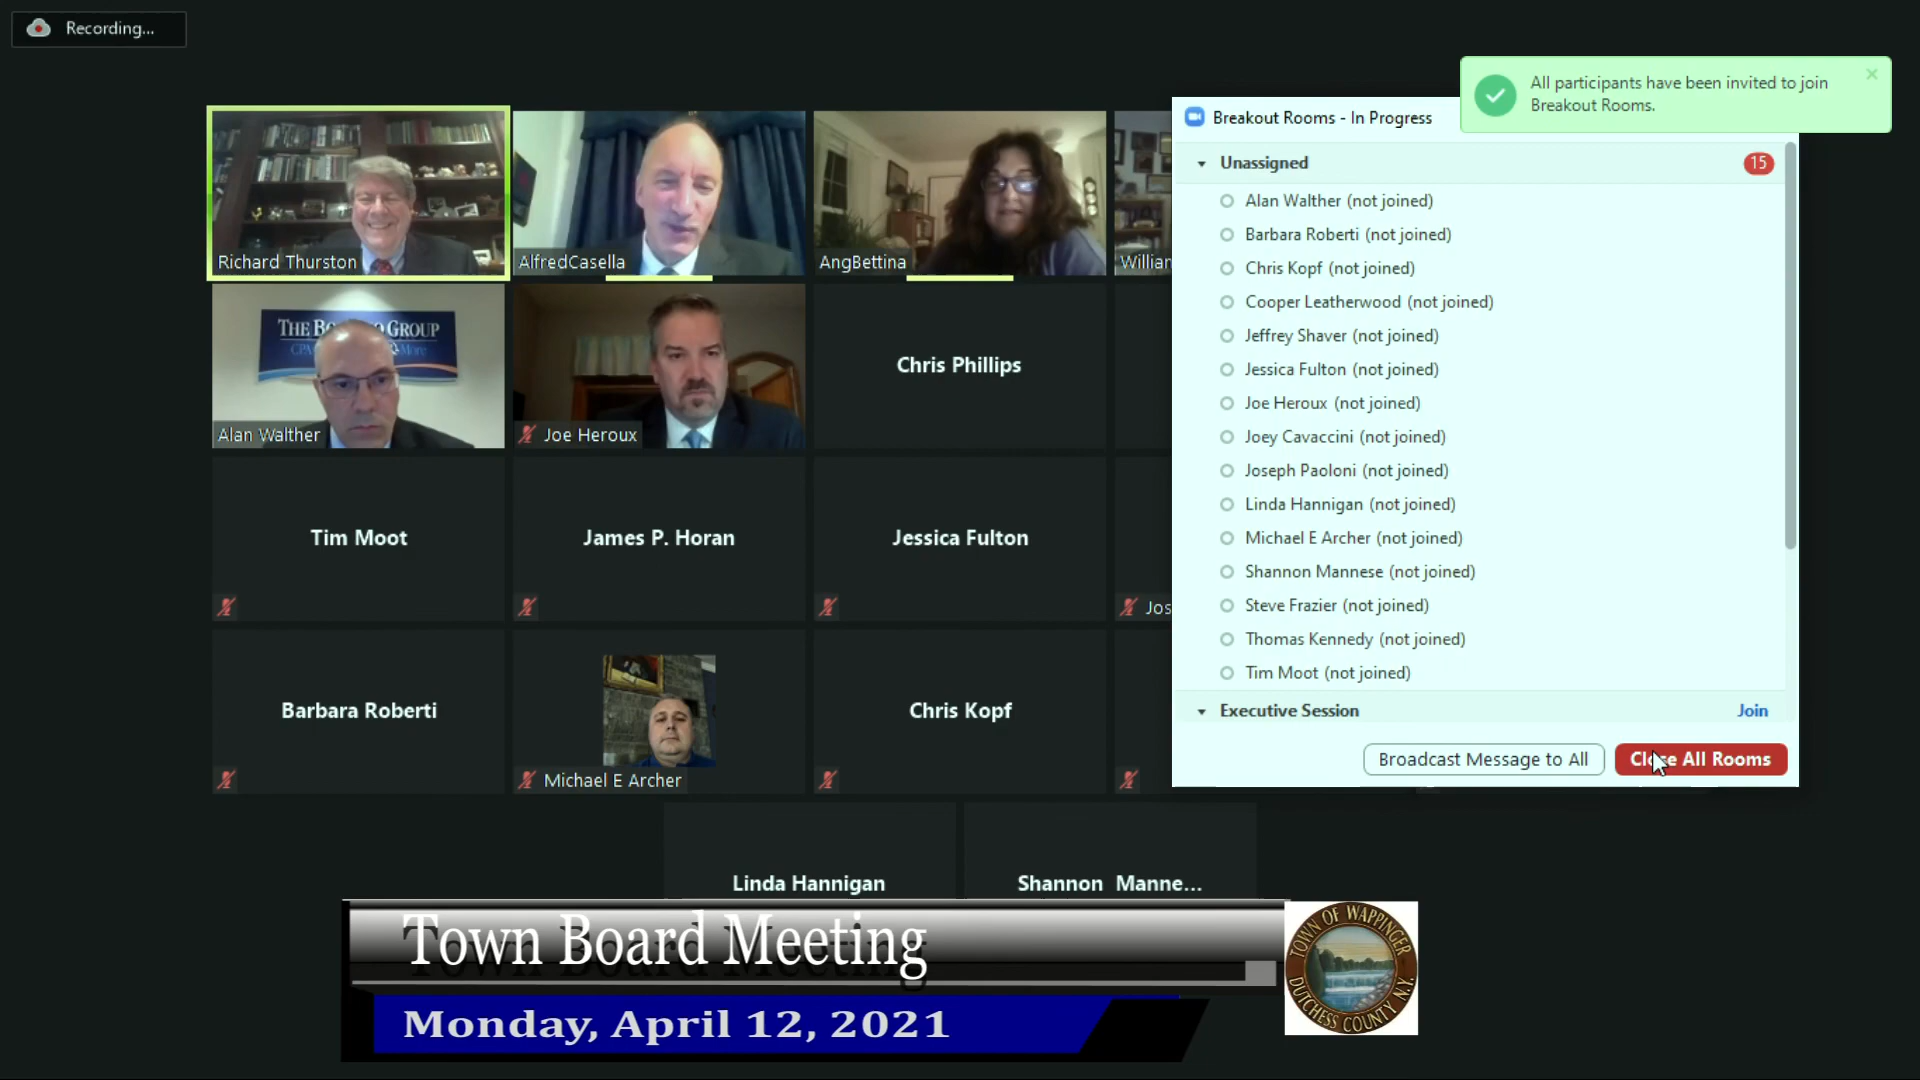 Recording...
All participants have been invited to join
Breakout Rooms.
Breakout Rooms - In Progress
Unassigned
15
Alan Walther (not joined)
Barbara Roberti (not joined)
Chris Kopf (not joined)
Cooper Leatherwood (not joined)
Jeffrey Shaver (not joined)
Jessica Fulton (not joined)
Joe Heroux (not joined)
Joey Cavaccini (not joined)
Joseph Paoloni (not joined)
Linda Hannigan (not joined)
Michael E Archer (not joined)
Shannon Mannese (not joined)
Steve Frazier (not joined)
Thomas Kennedy (not joined)
Tim Moot (not joined)
Executive Session
Join
Broadcast Message to All
All Rooms
Richard Thurston
AlfredCasella
AngBettina
THE
GROUP
Alan Walther
Joe Heroux
Chris Phillips
Tim Moot
James P. Horan
Jessica Fulton
Jos
Barbara Roberti
Michael E Archer
Chris Kopf
Linda Hannigan
Shannon Manne...
Town Board Meeting
Monday, April 12, 2021
TOWN OF WAPPINGER
DUTCHESS COUNTY N.Y.